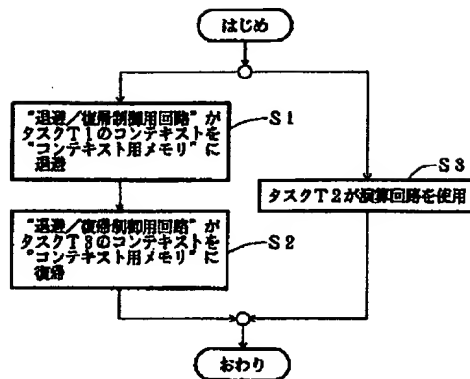 はじめ
"退避/復帰制御用回路"が
タスクT1のコンテキストを
"コンテキスト用メモリ"に
退避
S1
"退避/復帰制御用回路"が
タスクT3のコンテキストを
"コンテキスト用メモリ"に
復帰
S2
タスクT2が演算回路を使用
S3
おわり